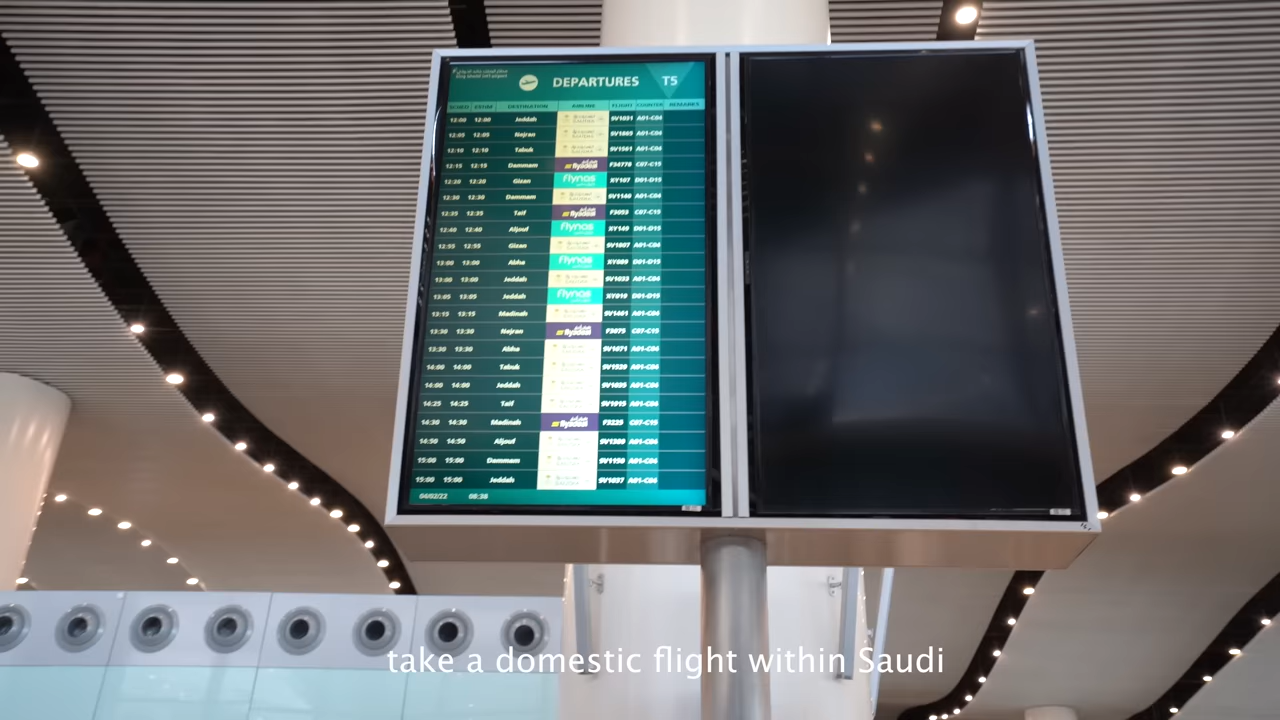 DEPARTURES T5
SCHED ESTIM DESTINATION AIRLINE FLIGHT COUNTER REMARKS
12:00 12:00 Jeddah SV1031 A01-C04
12:05 12:05 Nejran A01-C04
12:10 12:10 Tabuk SV1561 A01-C04
12:15 12:15 Dammam flyadeal C07-C15
12:20 12:20 Gizan flynas XY107 D01-D15
12:30 12:30 Dammam SV1140 A01-C04
12:35 12:35 Taif flyadeal F3053 C07-C15
12:40 12:40 Aljouf flynas XY149 D01-D15
12:55 12:55 Gizan SV1807 A01-C04
13:00 13:00 Abha flynas D01-D15
13:00 13:00 Jeddah SV1033 A01-C04
13:05 13:05 Jeddah flynas XY019 D01-D15
13:15 13:15 Madinah SV1461 A01-C04
13:30 13:30 Nejran flyadeal F3075 C07-C15
13:30 13:30 Abha SV1671 A01-C04
14:00 14:00 Tabuk A01-C04
14:00 14:00 Jeddah SV1035 A01-C04
14:25 14:25 Taif SV1915 A01-C04
14:30 14:30 Madinah flyadeal F3225 C07-C15
14:50 14:50 Aljouf A01-C04
15:00 15:00 Dammam SV1150 A01-C04
15:00 15:00 Jeddah SV1037 A01-C04
04/02/22 08:38
take a domestic flight within Saudi